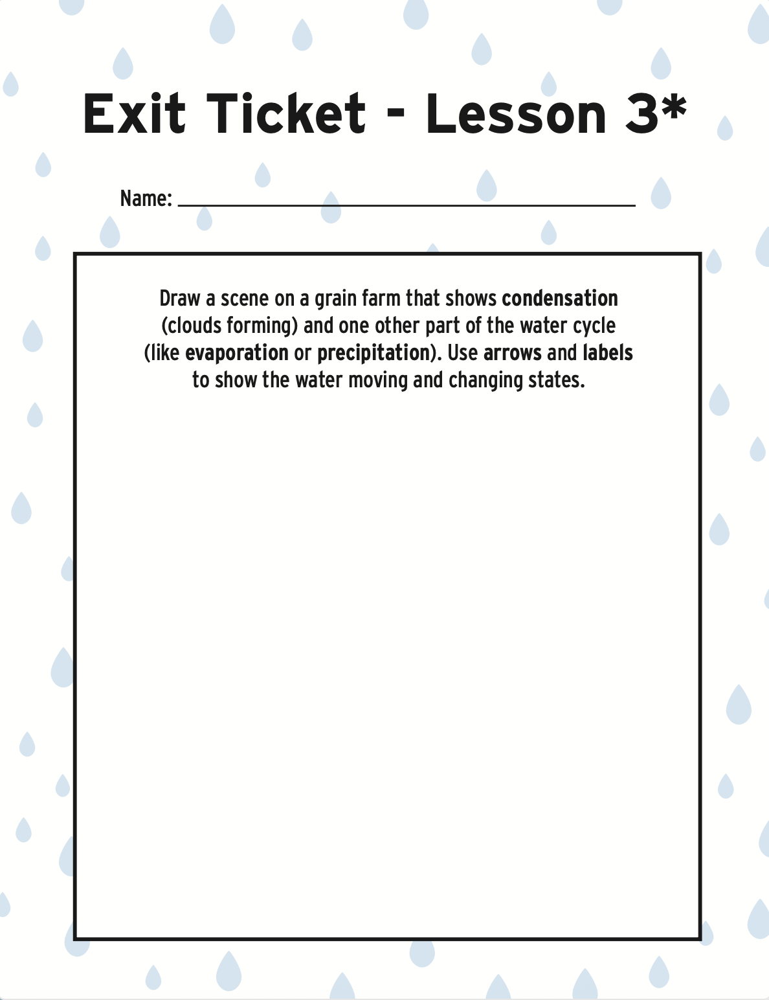 Exit Ticket - Lesson 3*
Name:
Draw a scene on a grain farm that shows condensation
(clouds forming) and one other part of the water cycle
(like evaporation or precipitation). Use arrows and labels
to show the water moving and changing states.